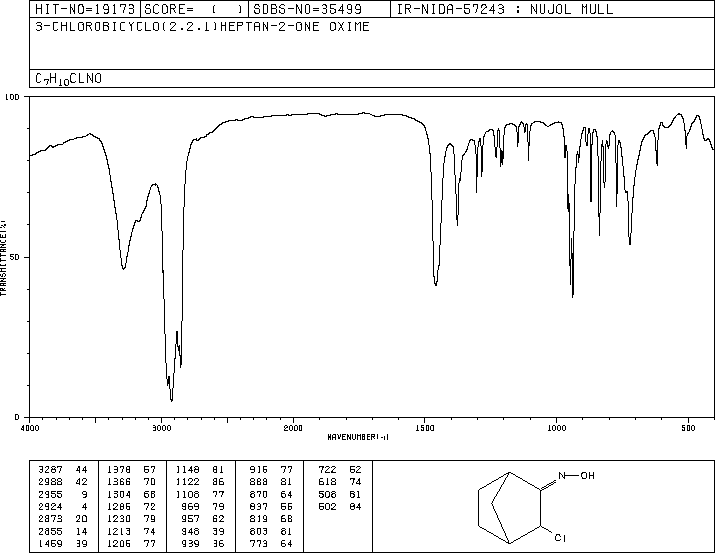 HIT-NO=19173 SCORE= ( ) SDBS-NO=35499 IR-NIDA-57243 : NUJOL MULL
3-CHLOROBICYCLO(2.2.1)HEPTAN-2-ONE OXIME
C7H10CLNO
100
50
0
TRANSMITTANCE(%)
4000 3000 2000 1500 1000 500
WAVENUMBER(-1)
3287 44 1378 57 1148 81 916 77 722 52
2988 42 1366 70 1122 86 888 81 618 74
2955 9 1304 68 1108 77 870 64 508 81
2924 4 1286 72 969 79 837 55 502 84
2873 20 1230 79 957 62 819 68
2855 14 1213 74 948 39 803 81
1459 39 1206 77 939 36 773 64
N OH
Cl